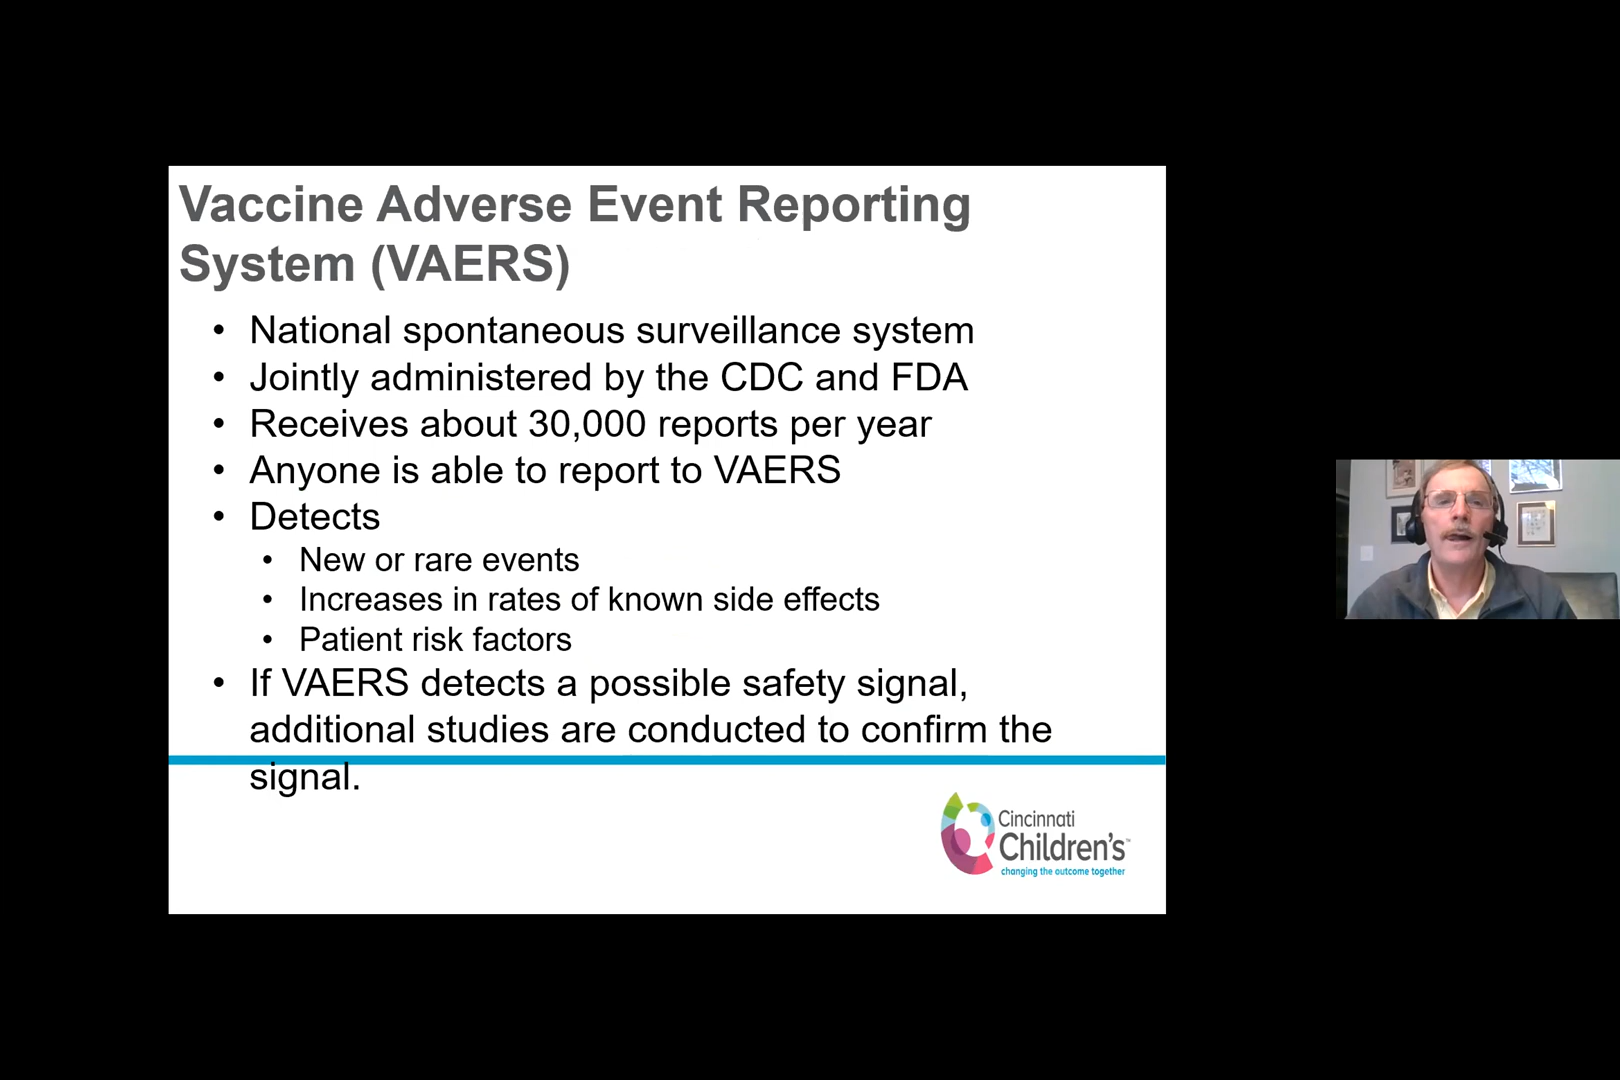 Vaccine Adverse Event Reporting
System (VAERS)
• National spontaneous surveillance system
• Jointly administered by the CDC and FDA
• Receives about 30,000 reports per year
• Anyone is able to report to VAERS
• Detects
• New or rare events
• Increases in rates of known side effects
• Patient risk factors
• If VAERS detects a possible safety signal,
additional studies are conducted to confirm the
signal.
Cincinnati
Children's™
changing the outcome together